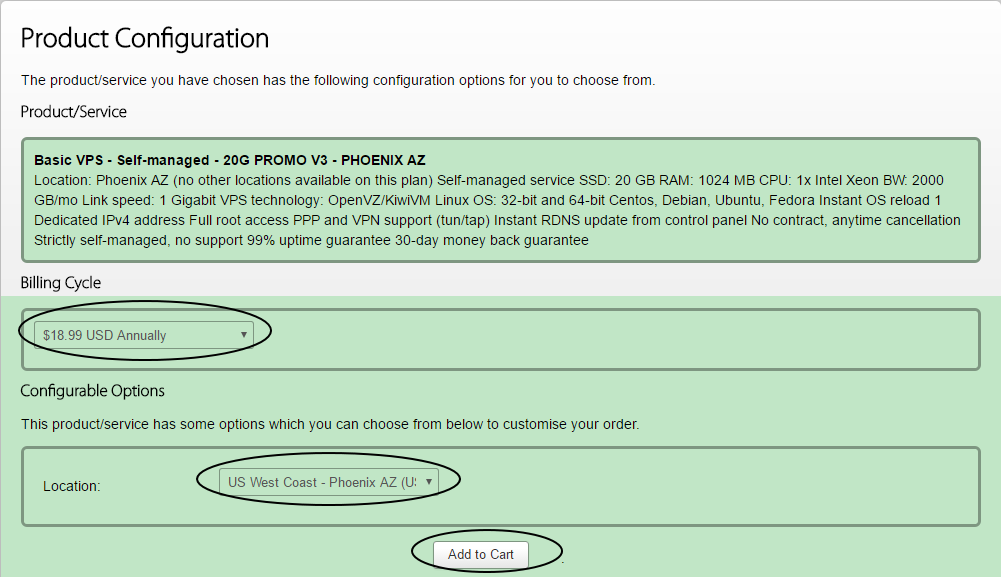 Product Configuration
The product/service you have chosen has the following configuration options for you to choose from.
Product/Service
Basic VPS - Self-managed - 20G PROMO V3 - PHOENIX AZ
Location: Phoenix AZ (no other locations available on this plan) Self-managed service SSD: 20 GB RAM: 1024 MB CPU: 1x Intel Xeon BW: 2000
GB/mo Link speed: 1 Gigabit VPS technology: OpenVZ/KiwiVM Linux OS: 32-bit and 64-bit Centos, Debian, Ubuntu, Fedora Instant OS reload 1
Dedicated IPv4 address Full root access PPP and VPN support (tun/tap) Instant RDNS update from control panel No contract, anytime cancellation
Strictly self-managed, no support 99% uptime guarantee 30-day money back guarantee
Billing Cycle
$18.99 USD Annually
Configurable Options
This product/service has some options which you can choose from below to customise your order.
Location: US West Coast - Phoenix AZ (US
Add to Cart